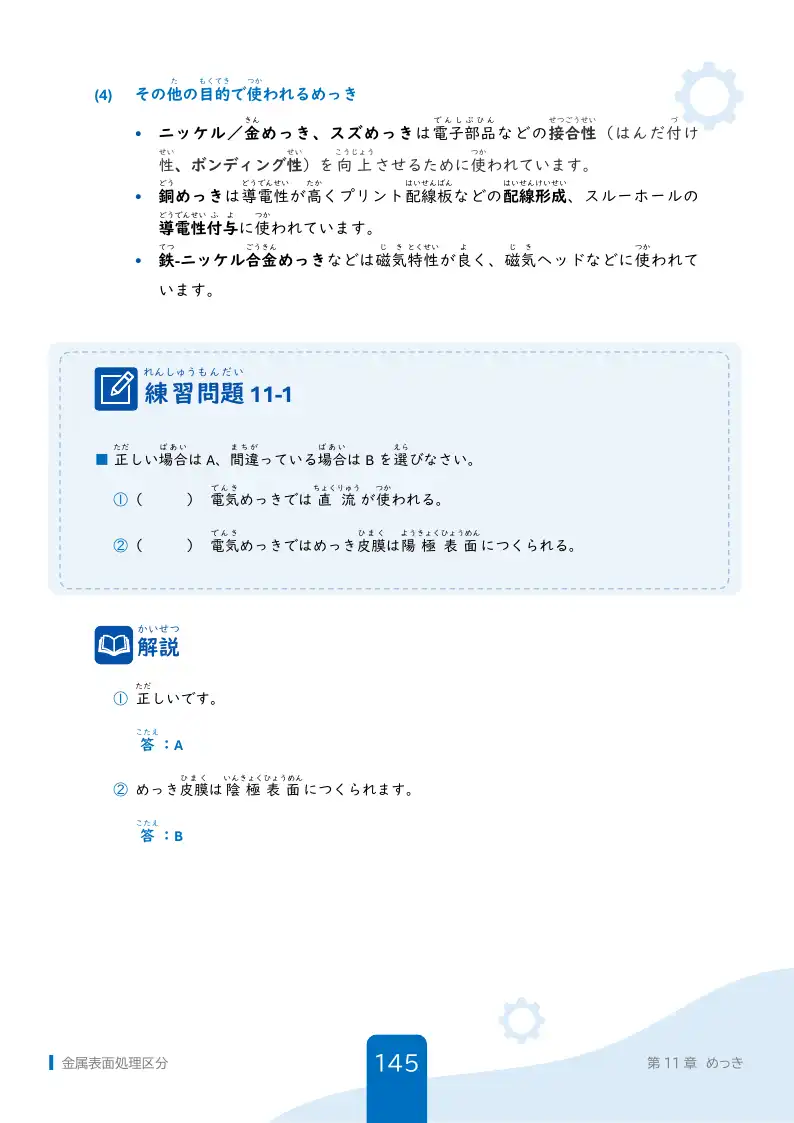 (4) その他の目的で使われるめっき
• ニッケル／金めっき、スズめっきは電子部品などの接合性（はんだ付け
性、ボンディング性）を向上させるために使われています。
• 銅めっきは導電性が高くプリント配線板などの配線形成、スルーホールの
導電性付与に使われています。
• 鉄-ニッケル合金めっきなどは磁気特性が良く、磁気ヘッドなどに使われて
います。
練習問題 11-1
■ 正しい場合は A、間違っている場合は B を選びなさい。
①（　　　） 電気めっきでは直流が使われる。
②（　　　） 電気めっきではめっき皮膜は陽極表面につくられる。
解説
① 正しいです。
答：A
② めっき皮膜は陰極表面につくられます。
答：B
金属表面処理区分
145
第 11 章 めっき